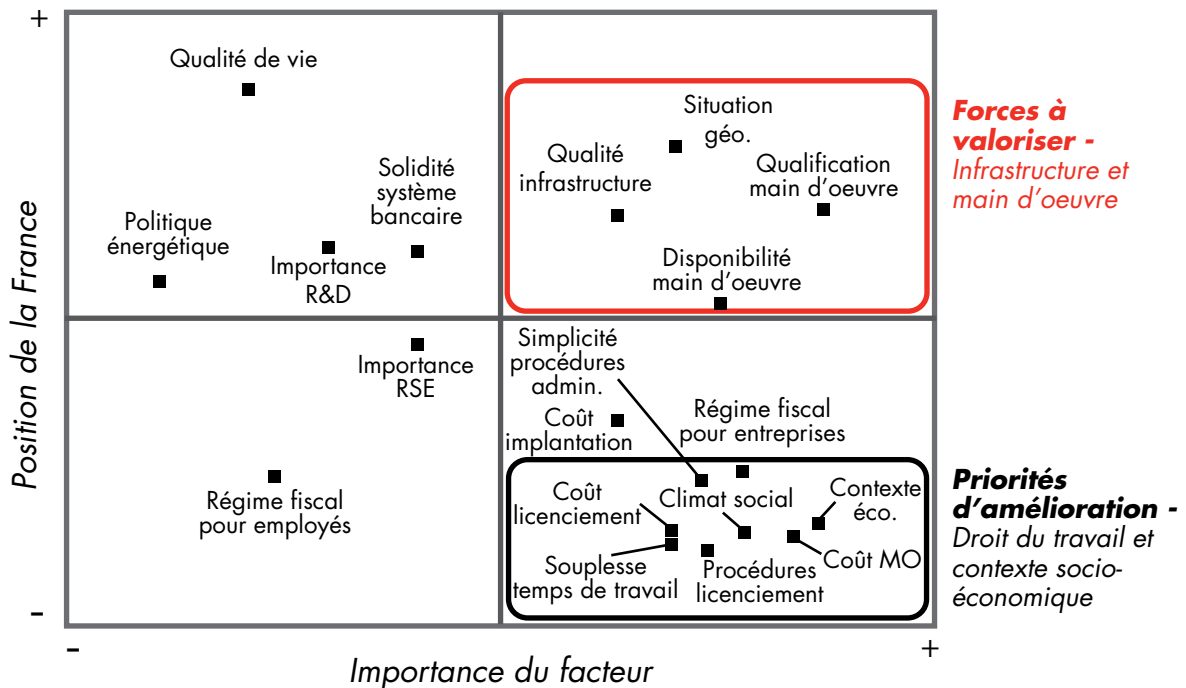 +
Position de la France
-
Qualité de vie
Politique
énergétique
Importance
R&D
Solidité
système
bancaire
Situation
géo.
Qualité
infrastructure
Qualification
main d'oeuvre
Disponibilité
main d'oeuvre
Forces à
valoriser -
Infrastructure et
main d'oeuvre
Importance
RSE
Régime fiscal
pour employés
Simplicité
procédures
admin.
Coût
implantation
Régime fiscal
pour entreprises
Coût
licenciement
Climat social
Contexte
éco.
Souplesse
temps de travail
Procédures
licenciement
Coût MO
Priorités
d'amélioration -
Droit du travail et
contexte socio-
économique
-
Importance du facteur
+